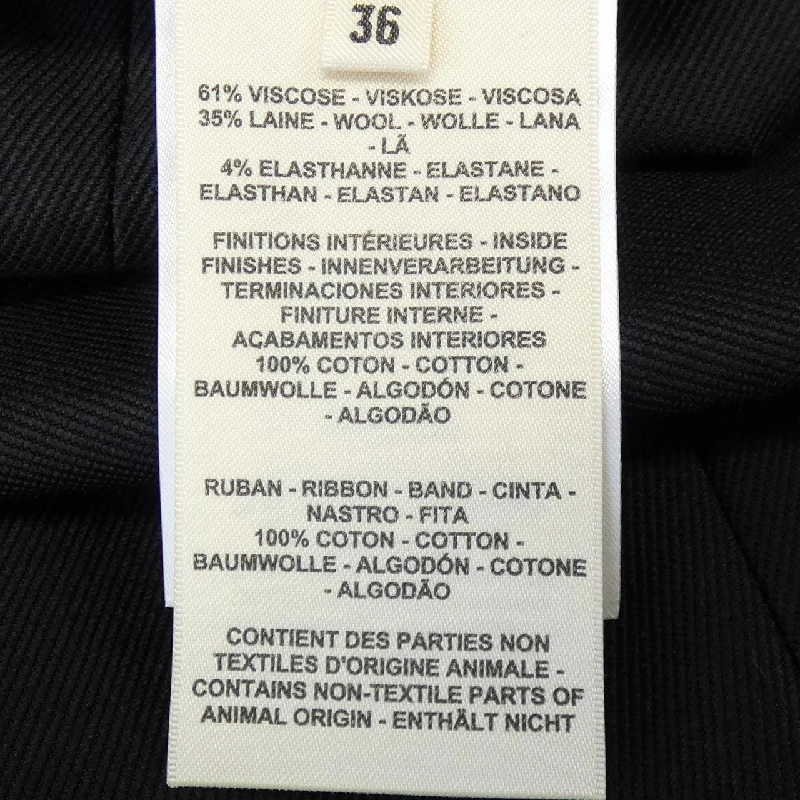 36
61% VISCOSE - VISKOSE - VISCOSA
35% LAINE - WOOL - WOLLE - LANA
- LÃ
4% ELASTHANNE - ELASTANE -
ELASTHAN - ELASTAN - ELASTANO
FINITIONS INTÉRIEURES - INSIDE
FINISHES - INNENVERARBEITUNG -
TERMINACIONES INTERIORES -
FINITURE INTERNE -
ACABAMENTOS INTERIORES
100% COTON - COTTON -
BAUMWOLLE - ALGODÓN - COTONE
- ALGODÃO
RUBAN - RIBBON - BAND - CINTA -
NASTRO - FITA
100% COTON - COTTON -
BAUMWOLLE - ALGODÓN - COTONE
- ALGODÃO
CONTIENT DES PARTIES NON
TEXTILES D'ORIGINE ANIMALE -
CONTAINS NON-TEXTILE PARTS OF
ANIMAL ORIGIN - ENTHÄLT NICHT